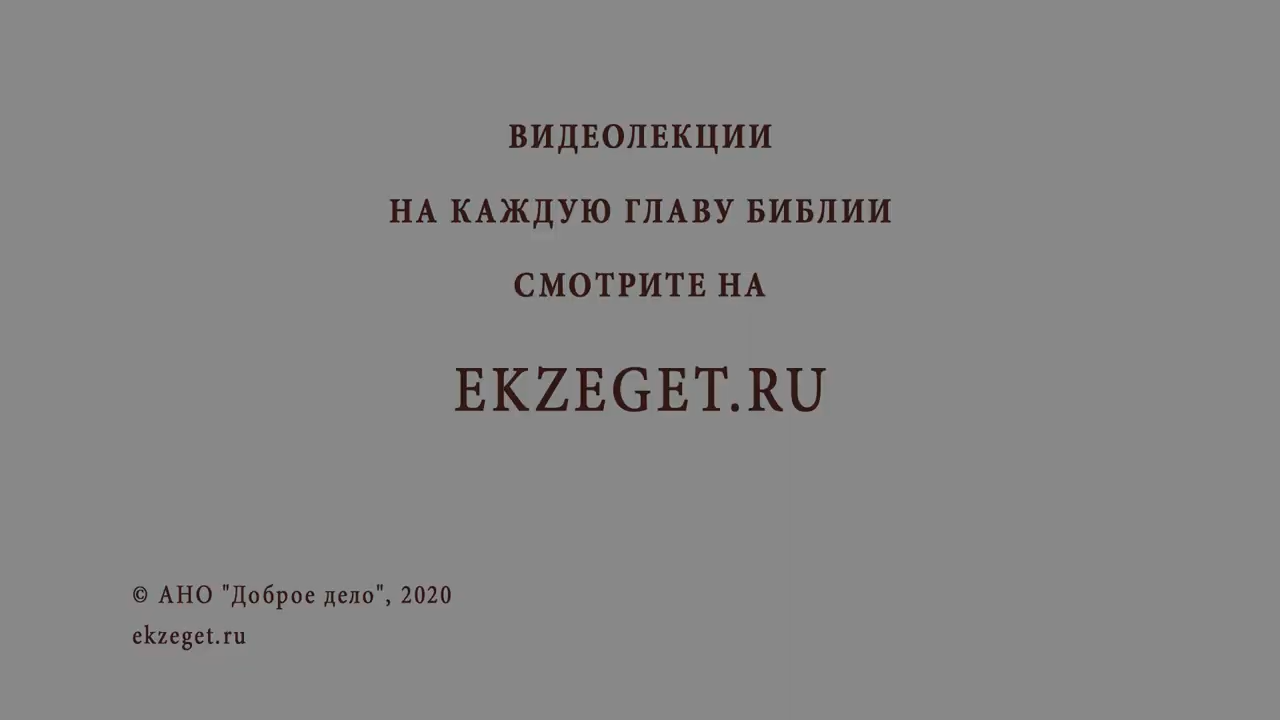 ВИДЕОЛЕКЦИИ
НА КАЖДУЮ ГЛАВУ БИБЛИИ
СМОТРИТЕ НА
EKZEGET.RU
© АНО "Доброе дело", 2020
ekzeget.ru